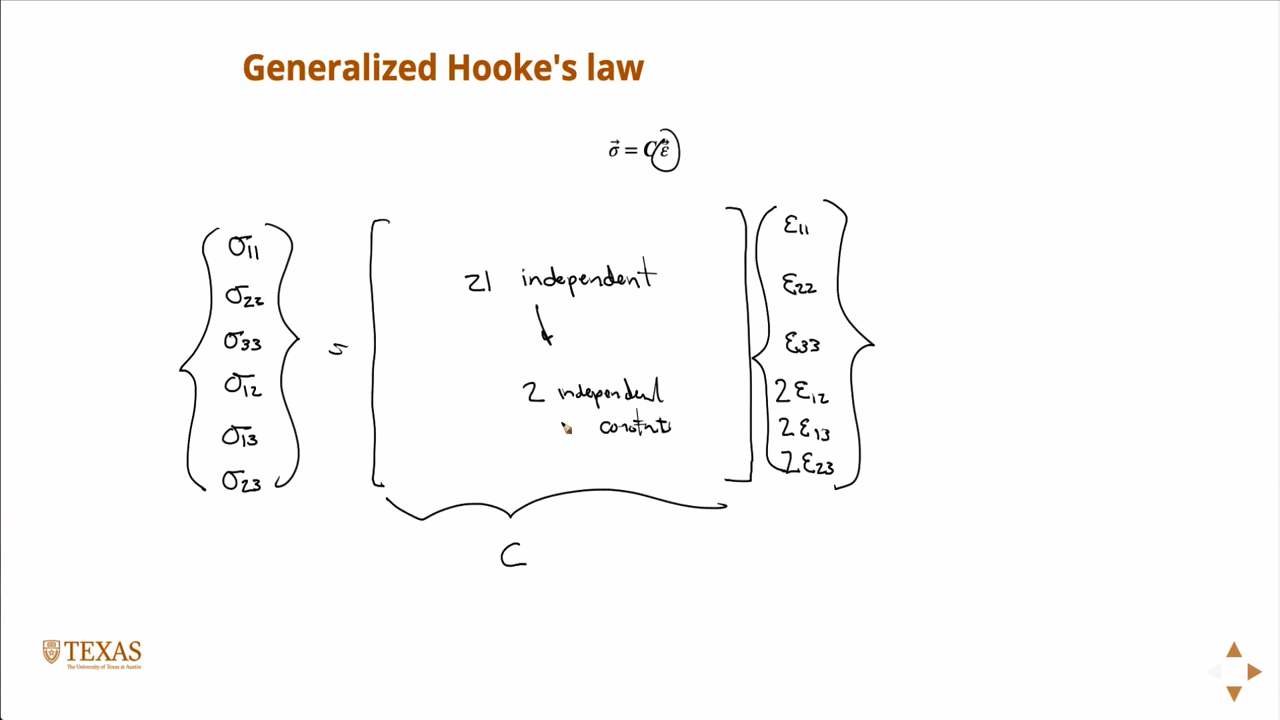 Generalized Hooke's law
σ⃗ = Cε⃗
σ11
σ22
σ33
σ12
σ13
σ23
=
21 independent
2 independent
constants
ε11
ε22
ε33
2ε12
2ε13
2ε23
C
TEXAS
The University of Texas at Austin